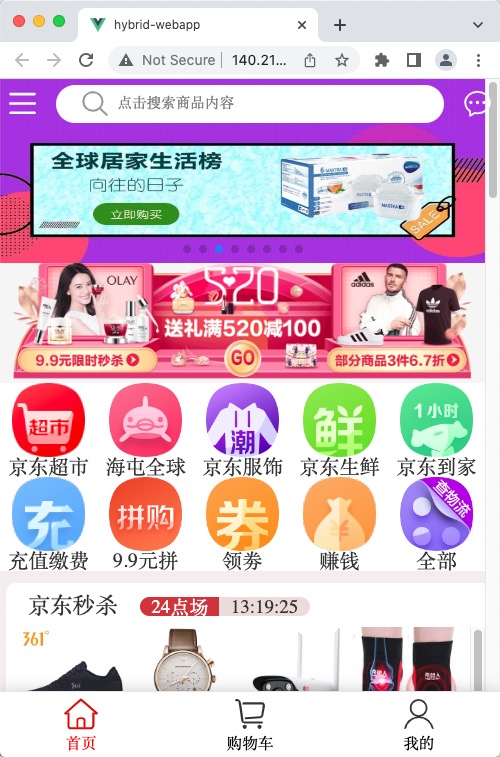 hybrid-webapp
Not Secure
140.21...
点击搜索商品内容
全球居家生活榜
向往的日子
立即购买
SALE
OLAY
520
adidas
送礼满520减100
9.9元限时秒杀
GO
部分商品3件6.7折
超市
潮
鲜
1小时
京东超市
海屯全球
京东服饰
京东生鲜
京东到家
充
拼购
券
¥
查物流
充值缴费
9.9元拼
领券
赚钱
全部
京东秒杀
24点场
13:19:25
361°
首页
购物车
我的